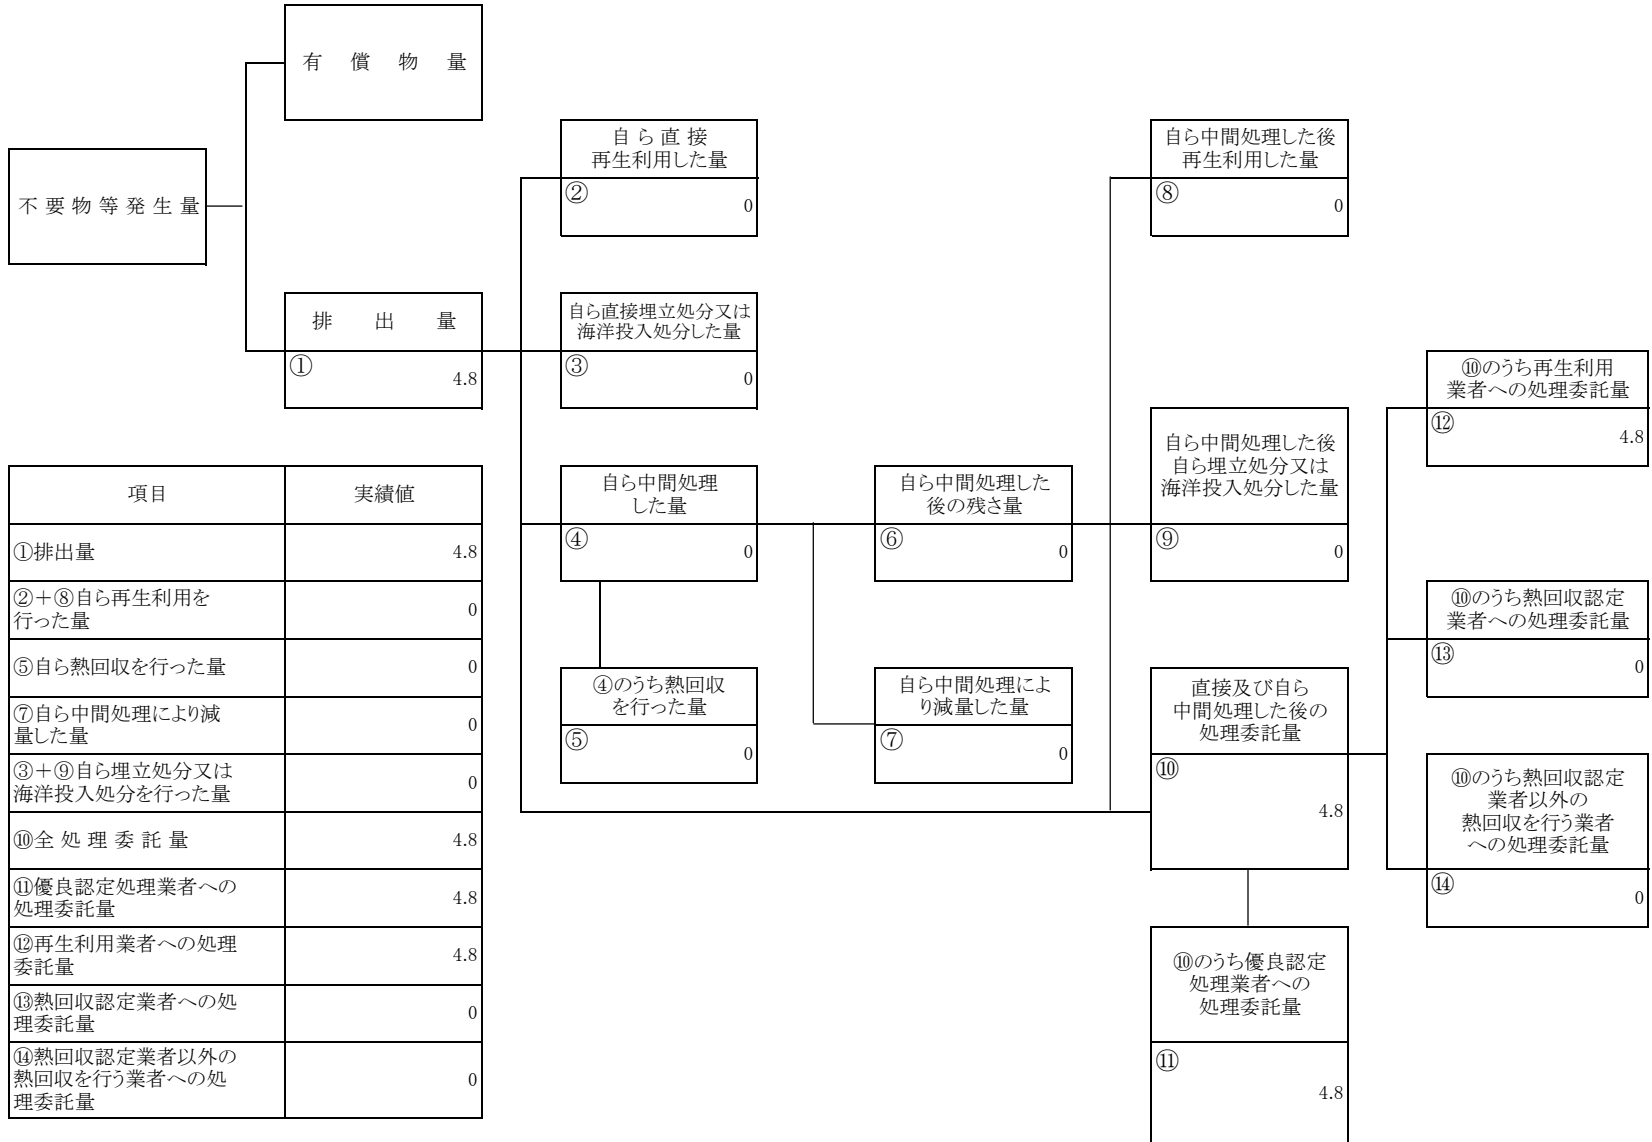 有償物量
不要物等発生量
排出量
①
4.8
自ら直接
再生利用した量
②
0
自ら直接埋立処分又は
海洋投入処分した量
③
0
自ら中間処理
した量
④
0
④のうち熱回収
を行った量
⑤
0
自ら中間処理した
後の残さ量
⑥
0
自ら中間処理によ
り減量した量
⑦
0
自ら中間処理した後
再生利用した量
⑧
0
自ら中間処理した後
自ら埋立処分又は
海洋投入処分した量
⑨
0
直接及び自ら
中間処理した後の
処理委託量
⑩
4.8
⑩のうち優良認定
処理業者への
処理委託量
⑪
4.8
⑩のうち再生利用
業者への処理委託量
⑫
4.8
⑩のうち熱回収認定
業者への処理委託量
⑬
0
⑩のうち熱回収認定
業者以外の
熱回収を行う業者
への処理委託量
⑭
0
項目 実績値
①排出量 4.8
②+⑧自ら再生利用を
行った量
0
⑤自ら熱回収を行った量 0
⑦自ら中間処理により減
量した量
0
③+⑨自ら埋立処分又は
海洋投入処分を行った量
0
⑩全処理委託量 4.8
⑪優良認定処理業者への
処理委託量
4.8
⑫再生利用業者への処理
委託量
4.8
⑬熱回収認定業者への処
理委託量
0
⑭熱回収認定業者以外の
熱回収を行う業者への処
理委託量
0